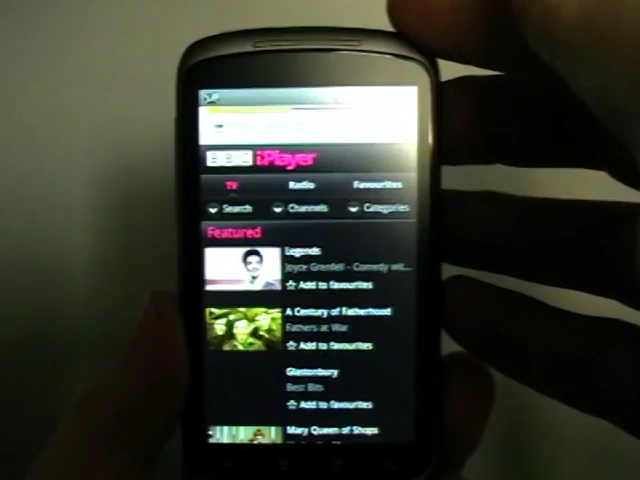 BBC iPlayer
TV Radio Favourites
Search Channels Categories
Featured
Legends
Joyce Grenfell - Comedy wit...
Add to favourites
A Century of Fatherhood
Fathers at War
Add to favourites
Glastonbury
Best Bits
Add to favourites
Mary Queen of Shops